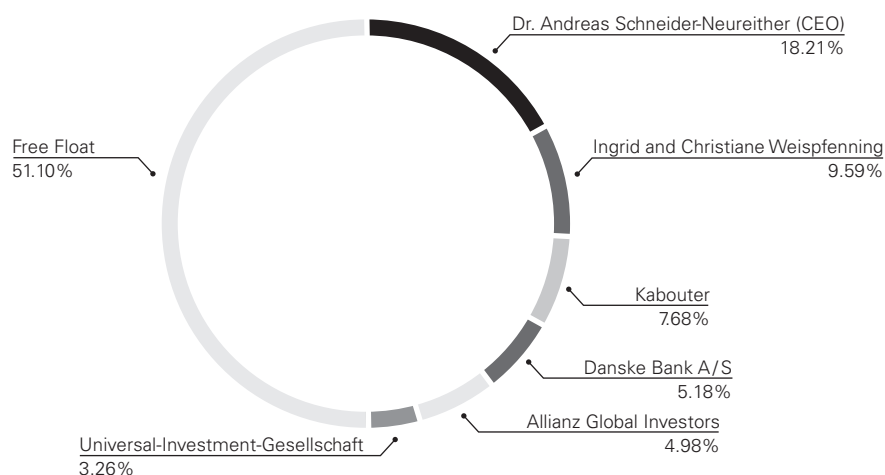 Dr. Andreas Schneider-Neureither (CEO)
18.21%
Ingrid and Christiane Weispfenning
9.59%
Kabouter
7.68%
Danske Bank A/S
5.18%
Allianz Global Investors
4.98%
Universal-Investment-Gesellschaft
3.26%
Free Float
51.10%